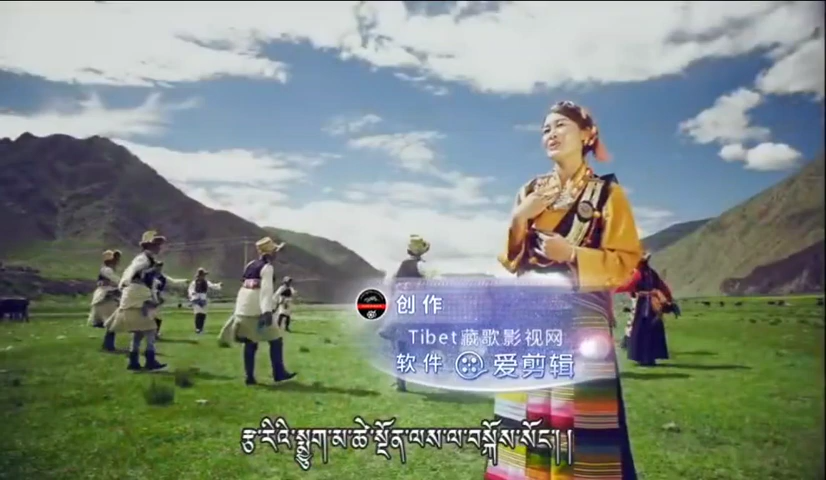 创作
Tibet藏歌影视网
软件 爱剪辑
རྩ་རིའི་སྨྱུག་མ་ཚེ་སྔོན་ལས་ལ་བསྐོས་སོང༌།།